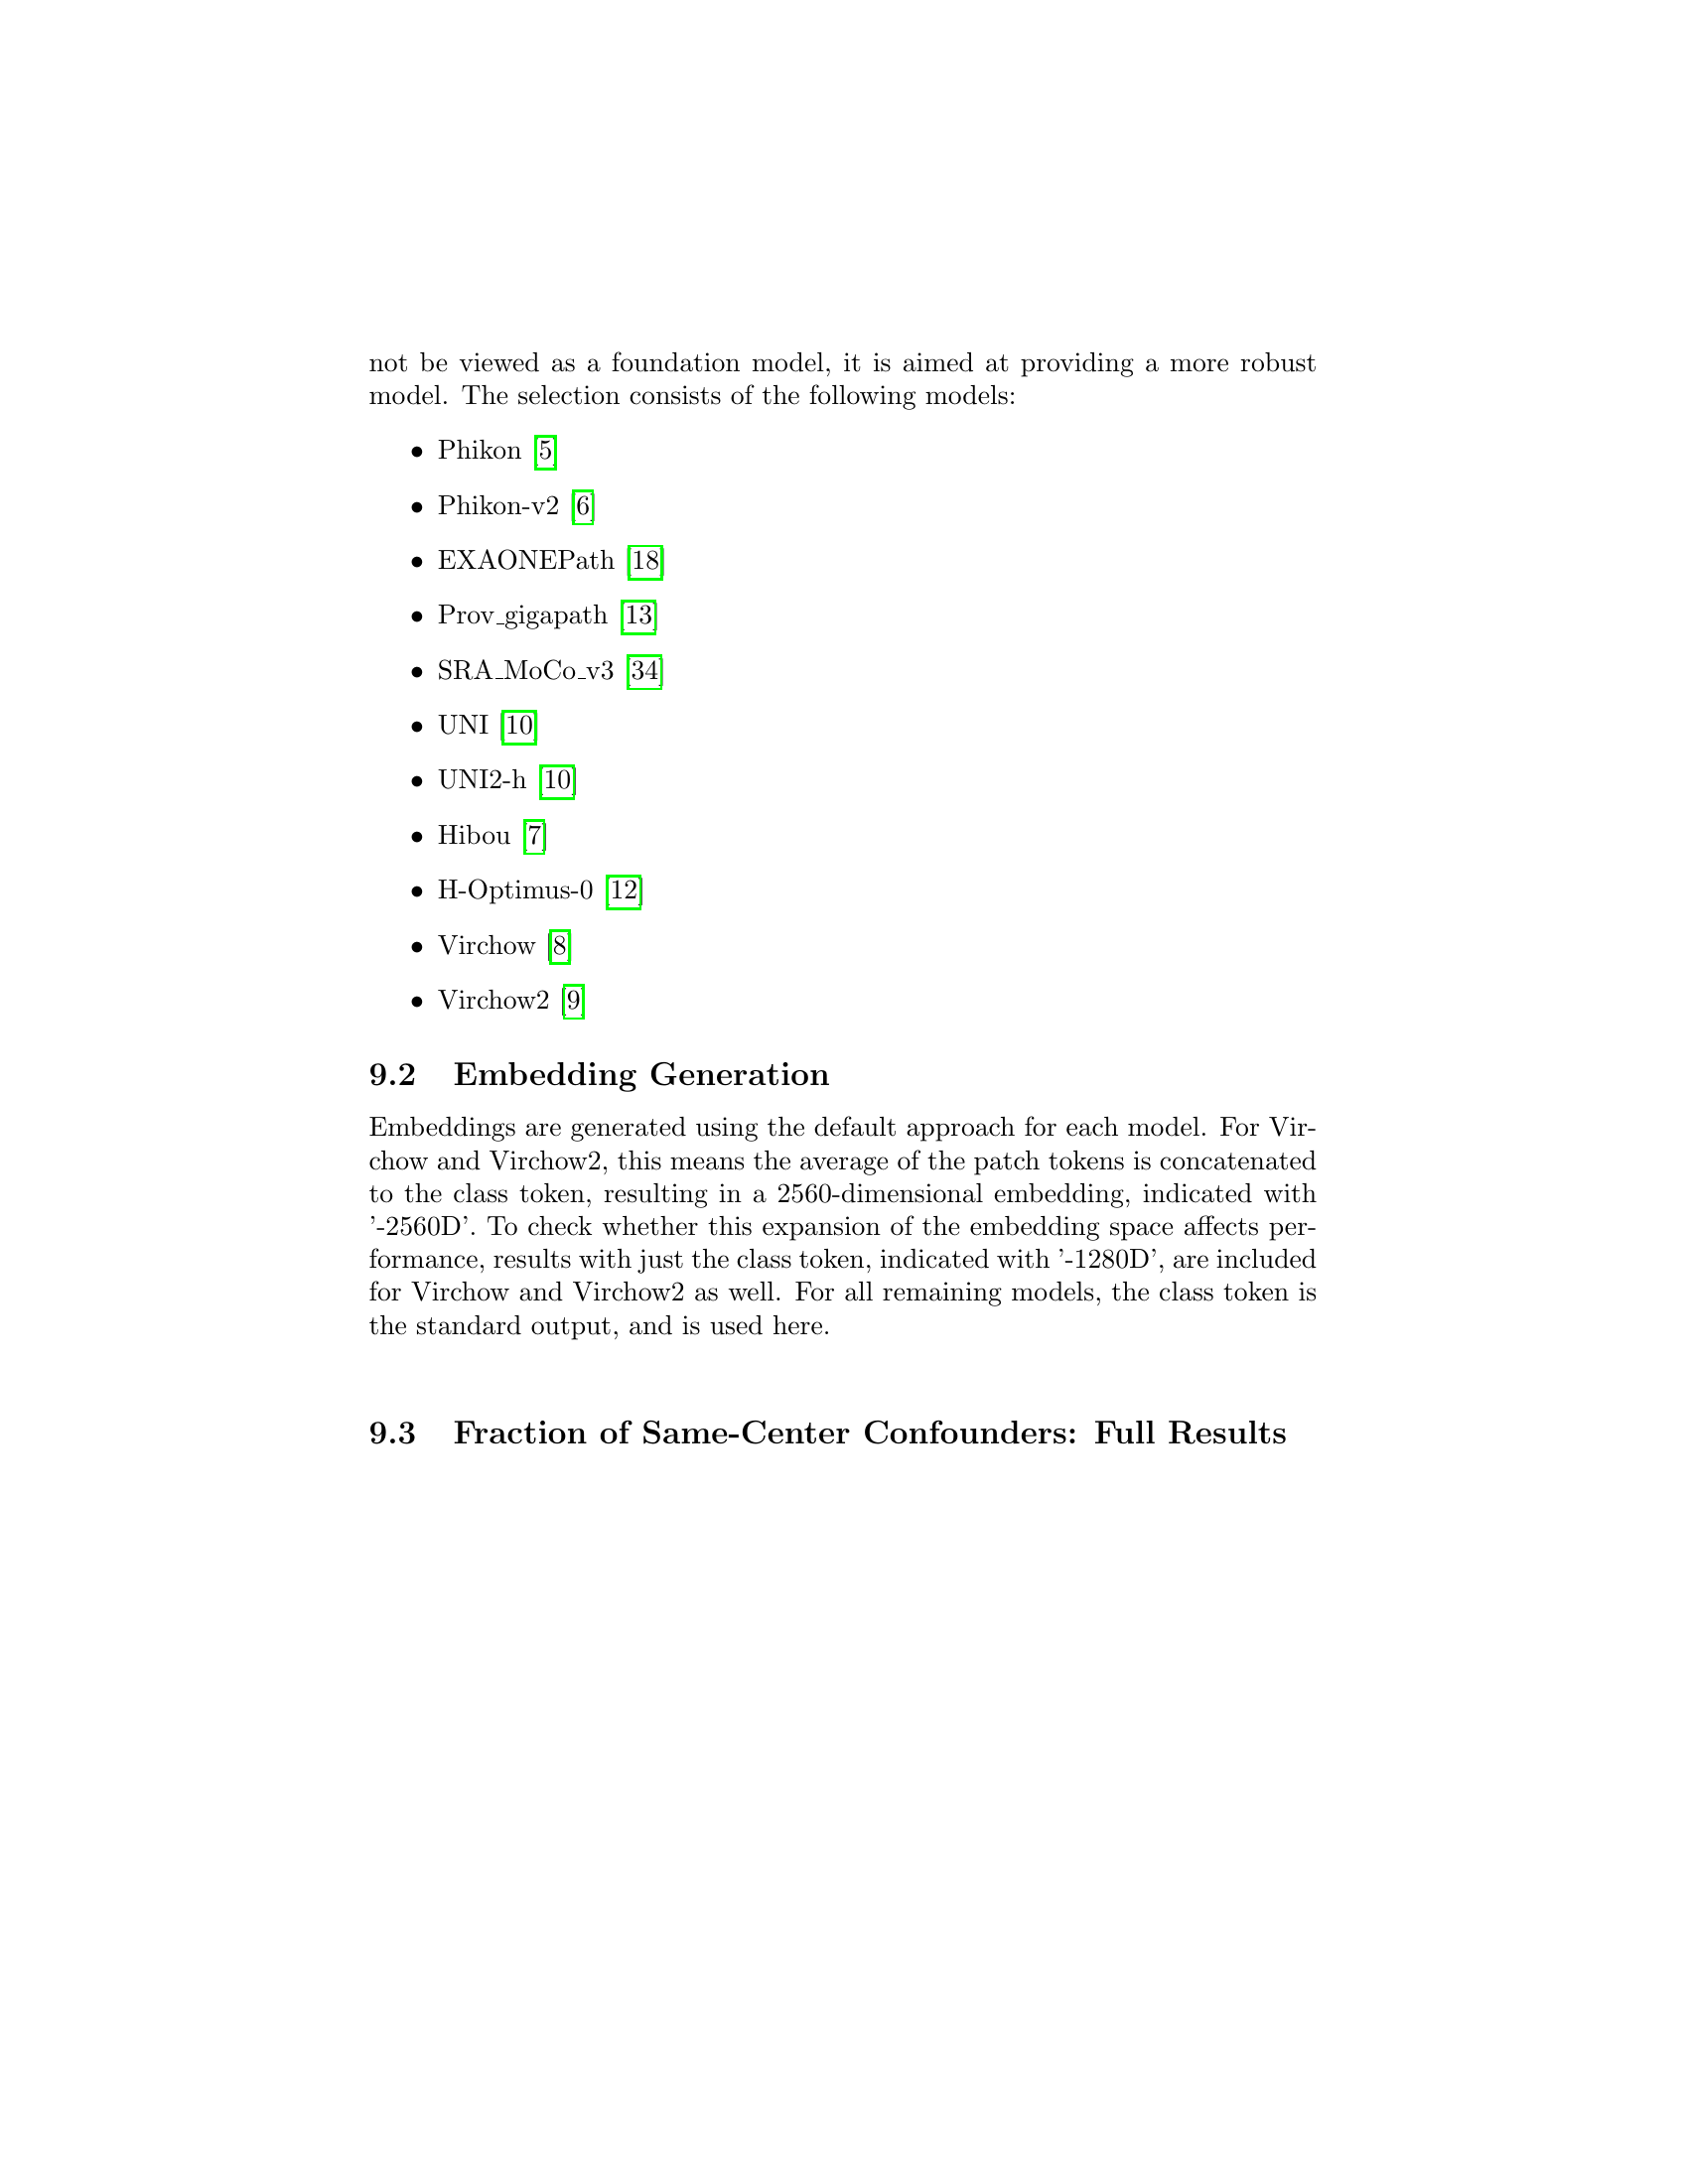 not be viewed as a foundation model, it is aimed at providing a more robust
model. The selection consists of the following models:
• Phikon [5]
• Phikon-v2 [6]
• EXAONEPath [18]
• Prov_gigapath [13]
• SRA_MoCo_v3 [34]
• UNI [10]
• UNI2-h [10]
• Hibou [7]
• H-Optimus-0 [12]
• Virchow [8]
• Virchow2 [9]
9.2 Embedding Generation
Embeddings are generated using the default approach for each model. For Vir-
chow and Virchow2, this means the average of the patch tokens is concatenated
to the class token, resulting in a 2560-dimensional embedding, indicated with
’-2560D’. To check whether this expansion of the embedding space affects per-
formance, results with just the class token, indicated with ’-1280D’, are included
for Virchow and Virchow2 as well. For all remaining models, the class token is
the standard output, and is used here.
9.3 Fraction of Same-Center Confounders: Full Results